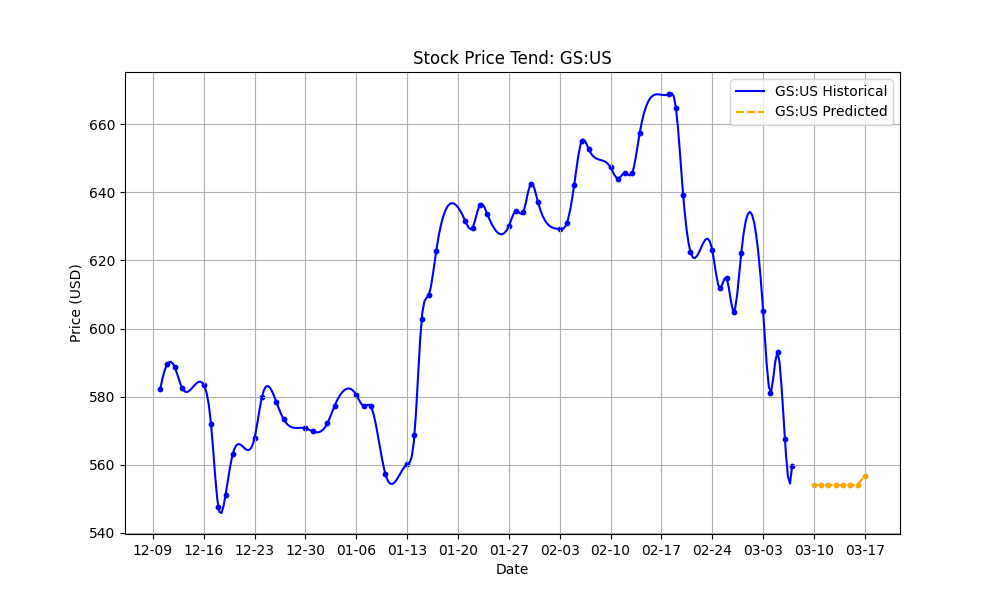 Stock Price Tend: GS:US
GS:US Historical
GS:US Predicted
Price (USD)
660
640
620
600
580
560
540
12-09 12-16 12-23 12-30 01-06 01-13 01-20 01-27 02-03 02-10 02-17 02-24 03-03 03-10 03-17
Date